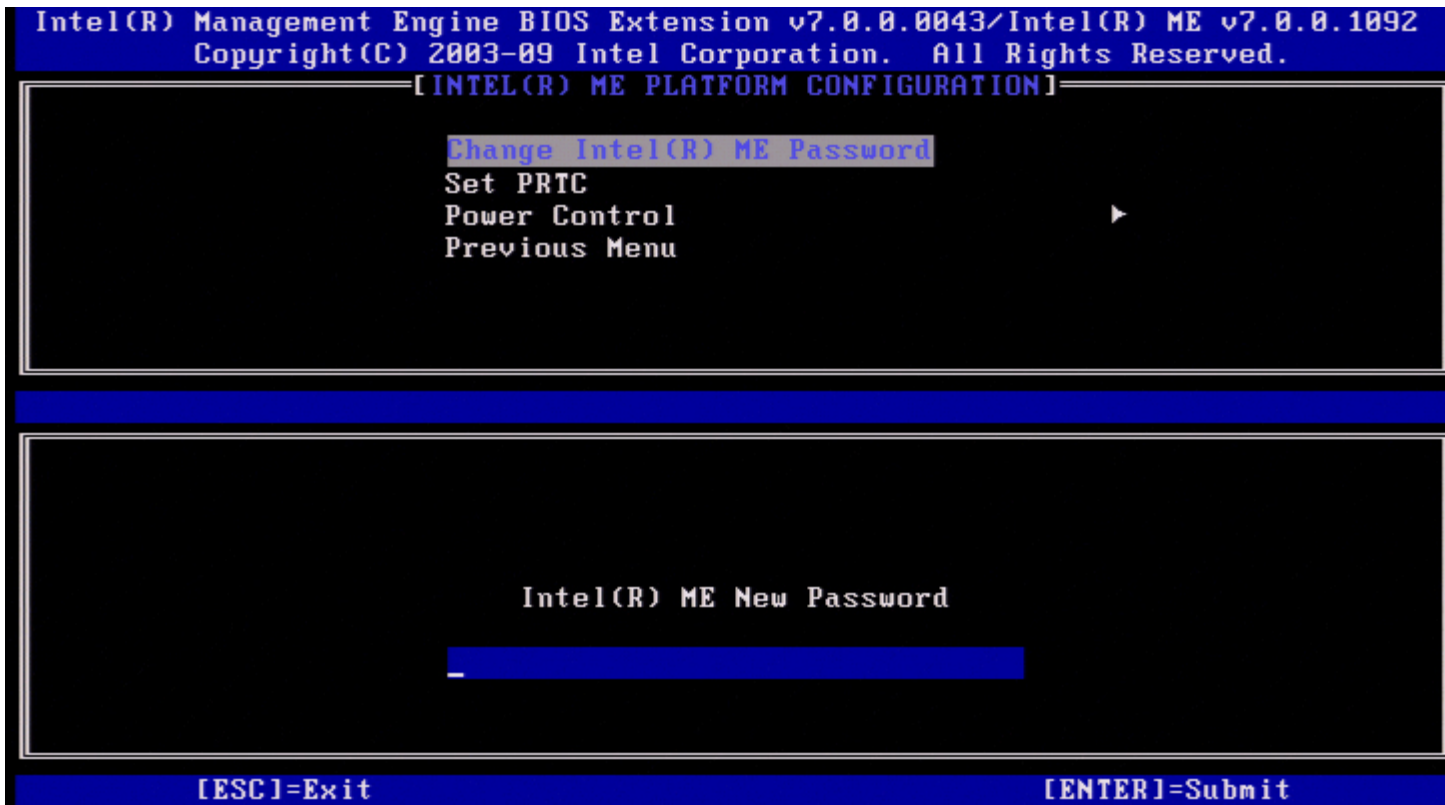 Intel(R) Management Engine BIOS Extension v7.0.0.0043/Intel(R) ME v7.0.0.1092
Copyright(C) 2003-09 Intel Corporation. All Rights Reserved.
[INTEL(R) ME PLATFORM CONFIGURATION]
Change Intel(R) ME Password
Set PRTC
Power Control ►
Previous Menu
Intel(R) ME New Password
_
[ESC]=Exit [ENTER]=Submit